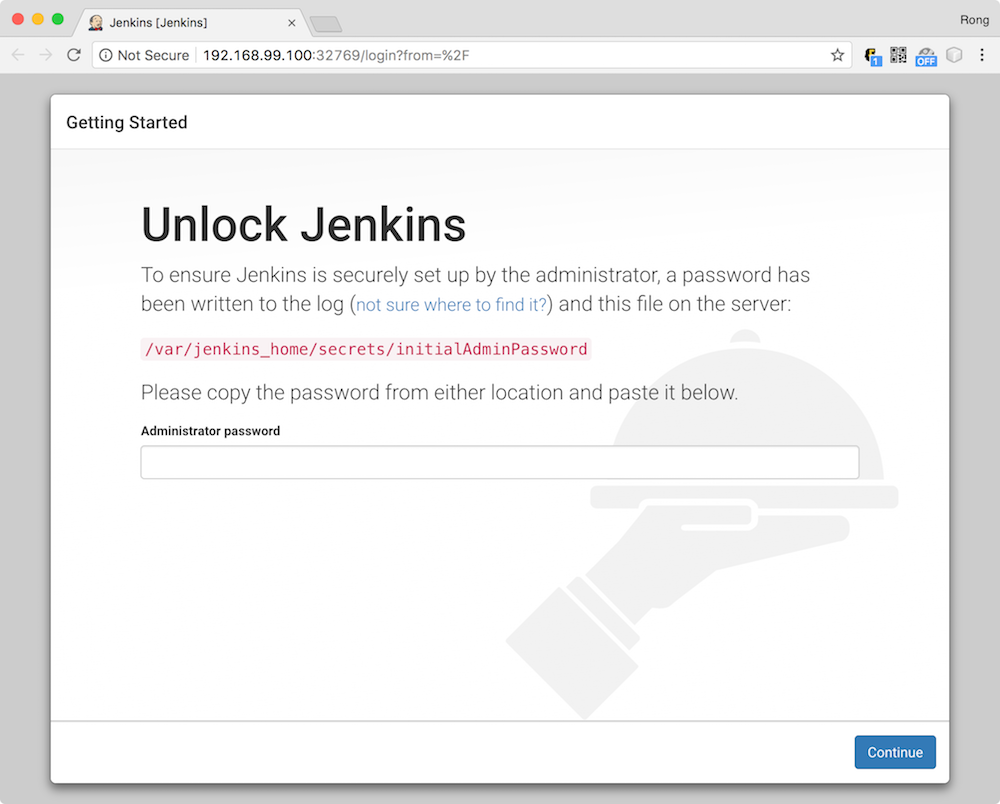 Jenkins [Jenkins]
Rong
Not Secure
192.168.99.100:32769/login?from=%2F
1
OFF
Getting Started
Unlock Jenkins
To ensure Jenkins is securely set up by the administrator, a password has
been written to the log (not sure where to find it?) and this file on the server:
/var/jenkins_home/secrets/initialAdminPassword
Please copy the password from either location and paste it below.
Administrator password
Continue